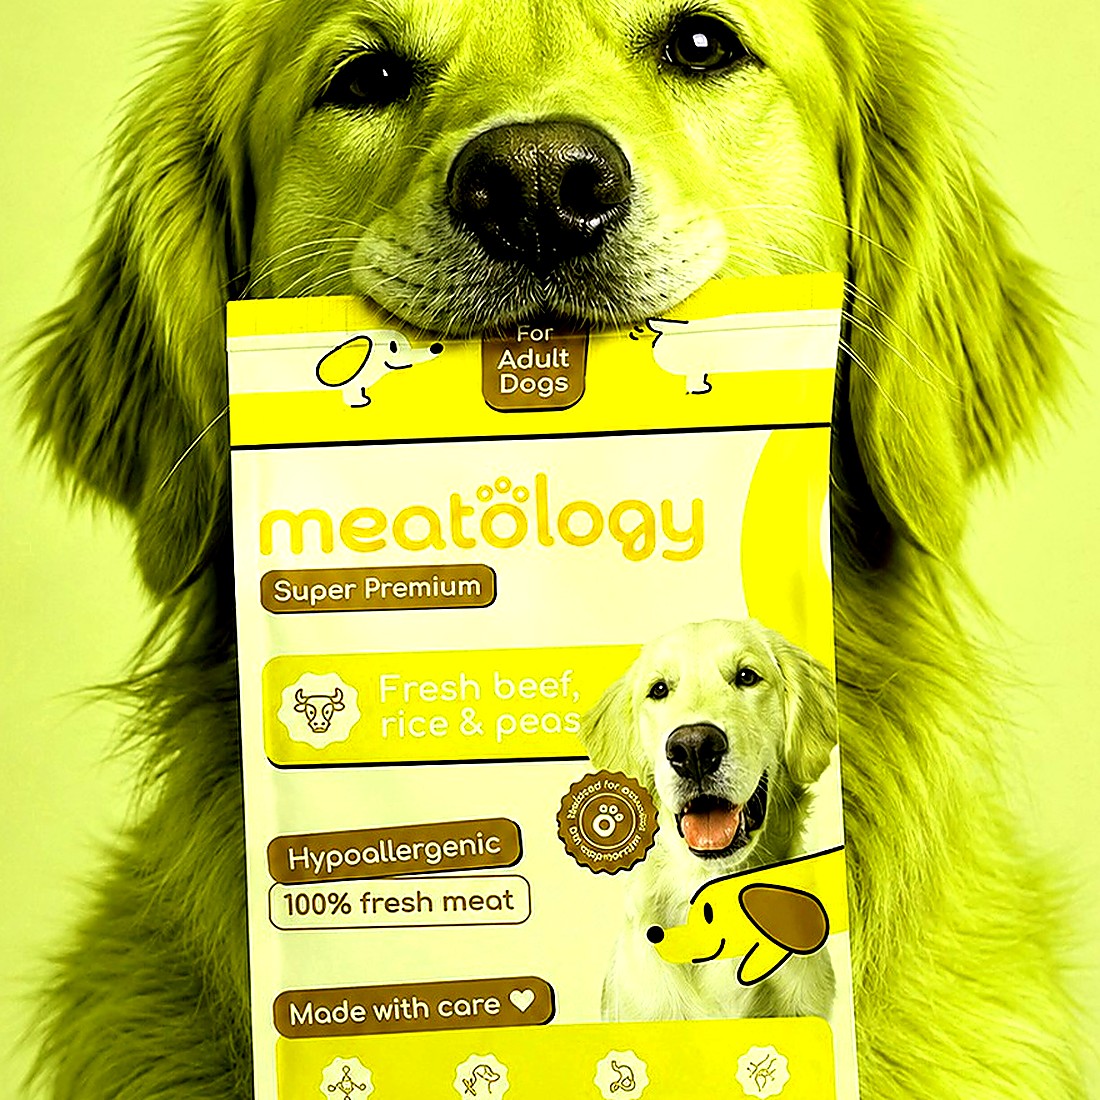 For
Adult
Dogs
meatology
Super Premium
Fresh beef,
rice & peas
Hypoallergenic
100% fresh meat
Made with care